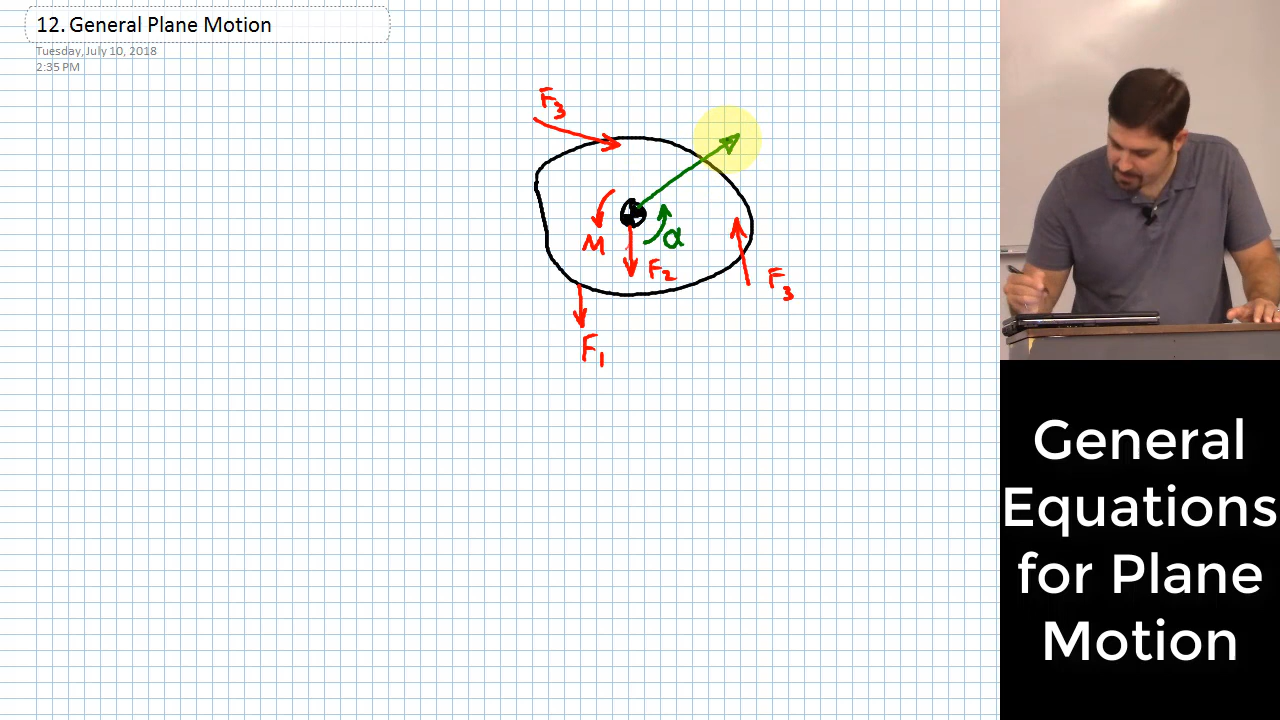 12. General Plane Motion
Tuesday, July 10, 2018
2:35 PM
F3
α
M
F2
F3
F1
General
Equations
for Plane
Motion